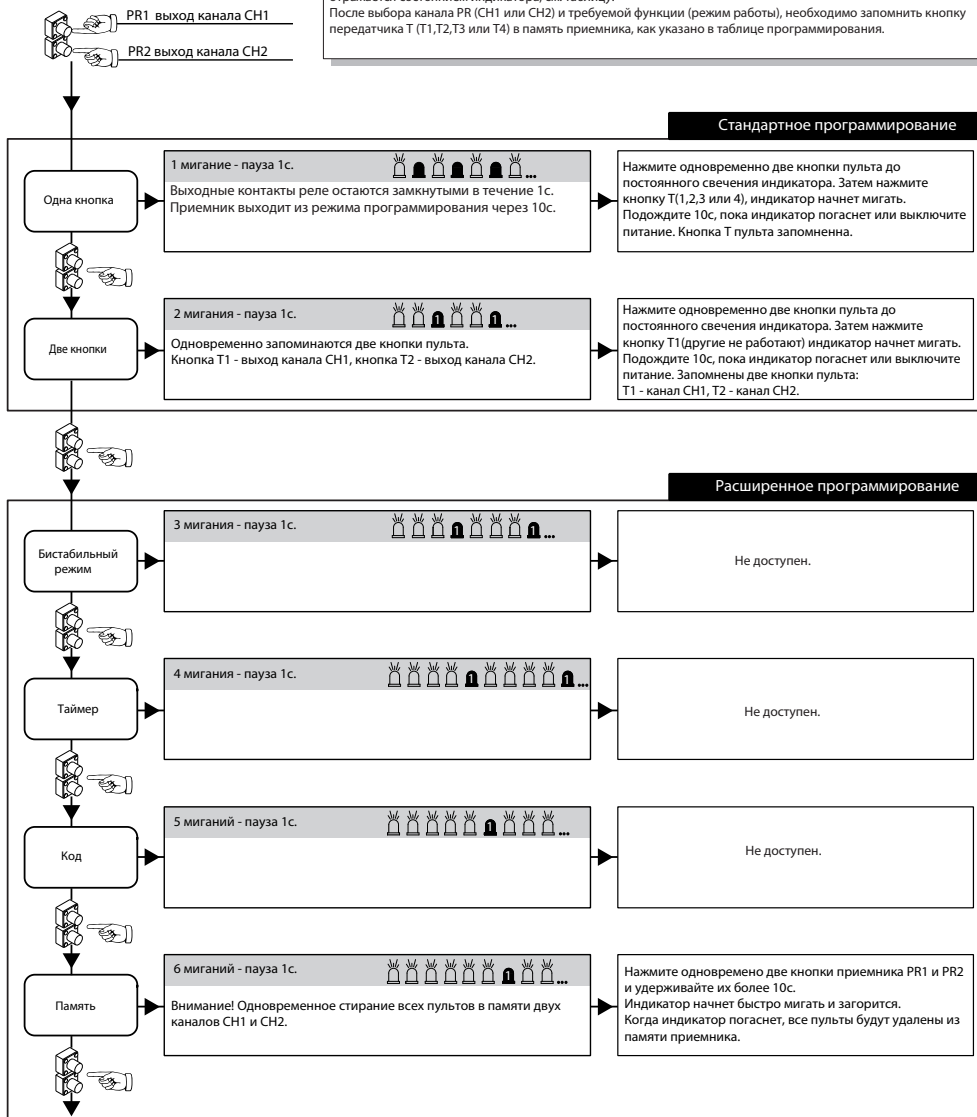 PR1 выход канала CH1
PR2 выход канала CH2
После выбора канала PR (CH1 или CH2) и требуемой функции (режим работы), необходимо запомнить кнопку
передатчика T (T1,T2,T3 или T4) в память приемника, как указано в таблице программирования.
Стандартное программирование
Одна кнопка
1 мигание - пауза 1с.
Выходные контакты реле остаются замкнутыми в течение 1с.
Приемник выходит из режима программирования через 10с.
Нажмите одновременно две кнопки пульта до
постоянного свечения индикатора. Затем нажмите
кнопку T(1,2,3 или 4), индикатор начнет мигать.
Подождите 10с, пока индикатор погаснет или выключите
питание. Кнопка T пульта запомненна.
Две кнопки
2 мигания - пауза 1с.
1 1 ...
Одновременно запоминаются две кнопки пульта.
Кнопка T1 - выход канала CH1, кнопка T2 - выход канала CH2.
Нажмите одновременно две кнопки пульта до
постоянного свечения индикатора. Затем нажмите
кнопку T1(другие не работают) индикатор начнет мигать.
Подождите 10с, пока индикатор погаснет или выключите
питание. Запомнены две кнопки пульта:
T1 - канал CH1, T2 - канал CH2.
Расширенное программирование
Бистабильный
режим
3 мигания - пауза 1с.
1 1 ...
Не доступен.
Таймер
4 мигания - пауза 1с.
1 1 ...
Не доступен.
Код
5 миганий - пауза 1с.
1 ...
Не доступен.
Память
6 миганий - пауза 1с.
1 ...
Внимание! Одновременное стирание всех пультов в памяти двух
каналов CH1 и CH2.
Нажмите одновремено две кнопки приемника PR1 и PR2
и удерживайте их более 10с.
Индикатор начнет быстро мигать и загорится.
Когда индикатор погаснет, все пульты будут удалены из
памяти приемника.